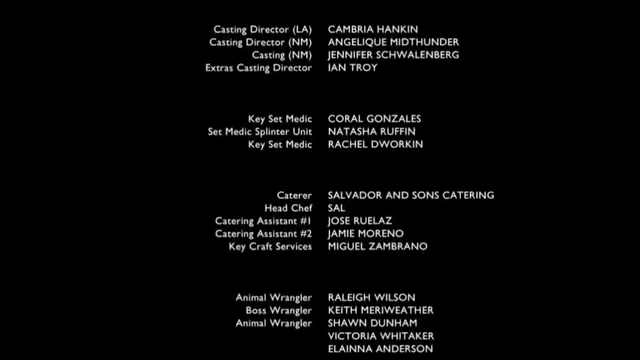 Casting Director (LA) CAMBRIA HANKIN
Casting Director (NM) ANGELIQUE MIDTHUNDER
Casting (NM) JENNIFER SCHWALENBERG
Extras Casting Director IAN TROY
Key Set Medic CORAL GONZALES
Set Medic Splinter Unit NATASHA RUFFIN
Key Set Medic RACHEL DWORKIN
Caterer SALVADOR AND SONS CATERING
Head Chef SAL
Catering Assistant #1 JOSE RUELAZ
Catering Assistant #2 JAMIE MORENO
Key Craft Services MIGUEL ZAMBRANO
Animal Wrangler RALEIGH WILSON
Boss Wrangler KEITH MERIWEATHER
Animal Wrangler SHAWN DUNHAM
VICTORIA WHITAKER
ELAINNA ANDERSON